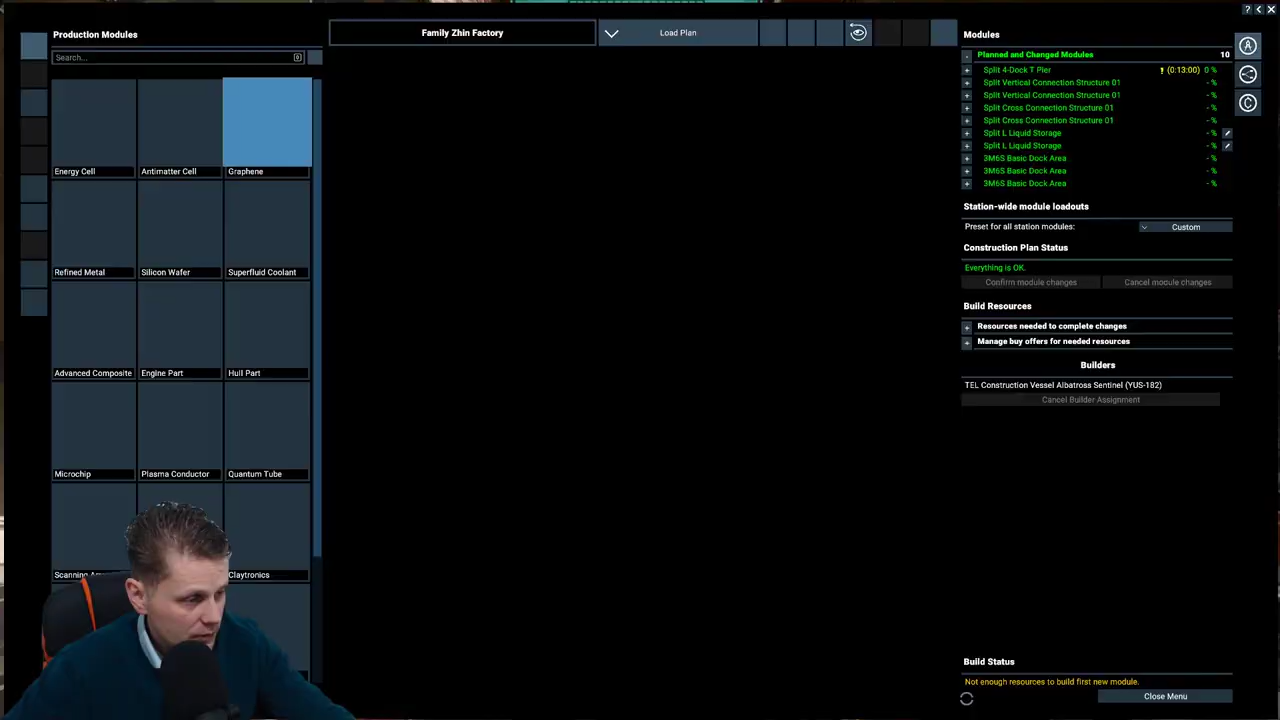 Production Modules
Search...
Energy Cell
Antimatter Cell
Graphene
Refined Metal
Silicon Wafer
Superfluid Coolant
Advanced Composite
Engine Part
Hull Part
Microchip
Plasma Conductor
Quantum Tube
Scanning
Claytronics
Family Zhin Factory
Load Plan
Modules
- Planned and Changed Modules 10
+ Split 4-Dock T Pier ! (0:13:00) 0 %
+ Split Vertical Connection Structure 01 - %
+ Split Vertical Connection Structure 01 - %
+ Split Cross Connection Structure 01 - %
+ Split Cross Connection Structure 01 - %
+ Split L Liquid Storage - %
+ Split L Liquid Storage - %
+ 3M6S Basic Dock Area - %
+ 3M6S Basic Dock Area - %
+ 3M6S Basic Dock Area - %
Station-wide module loadouts
Preset for all station modules: Custom
Construction Plan Status
Everything is OK.
Confirm module changes Cancel module changes
Build Resources
+ Resources needed to complete changes
+ Manage buy offers for needed resources
Builders
TEL Construction Vessel Albatross Sentinel (YUS-182)
Cancel Builder Assignment
Build Status
Not enough resources to build first new module.
Close Menu